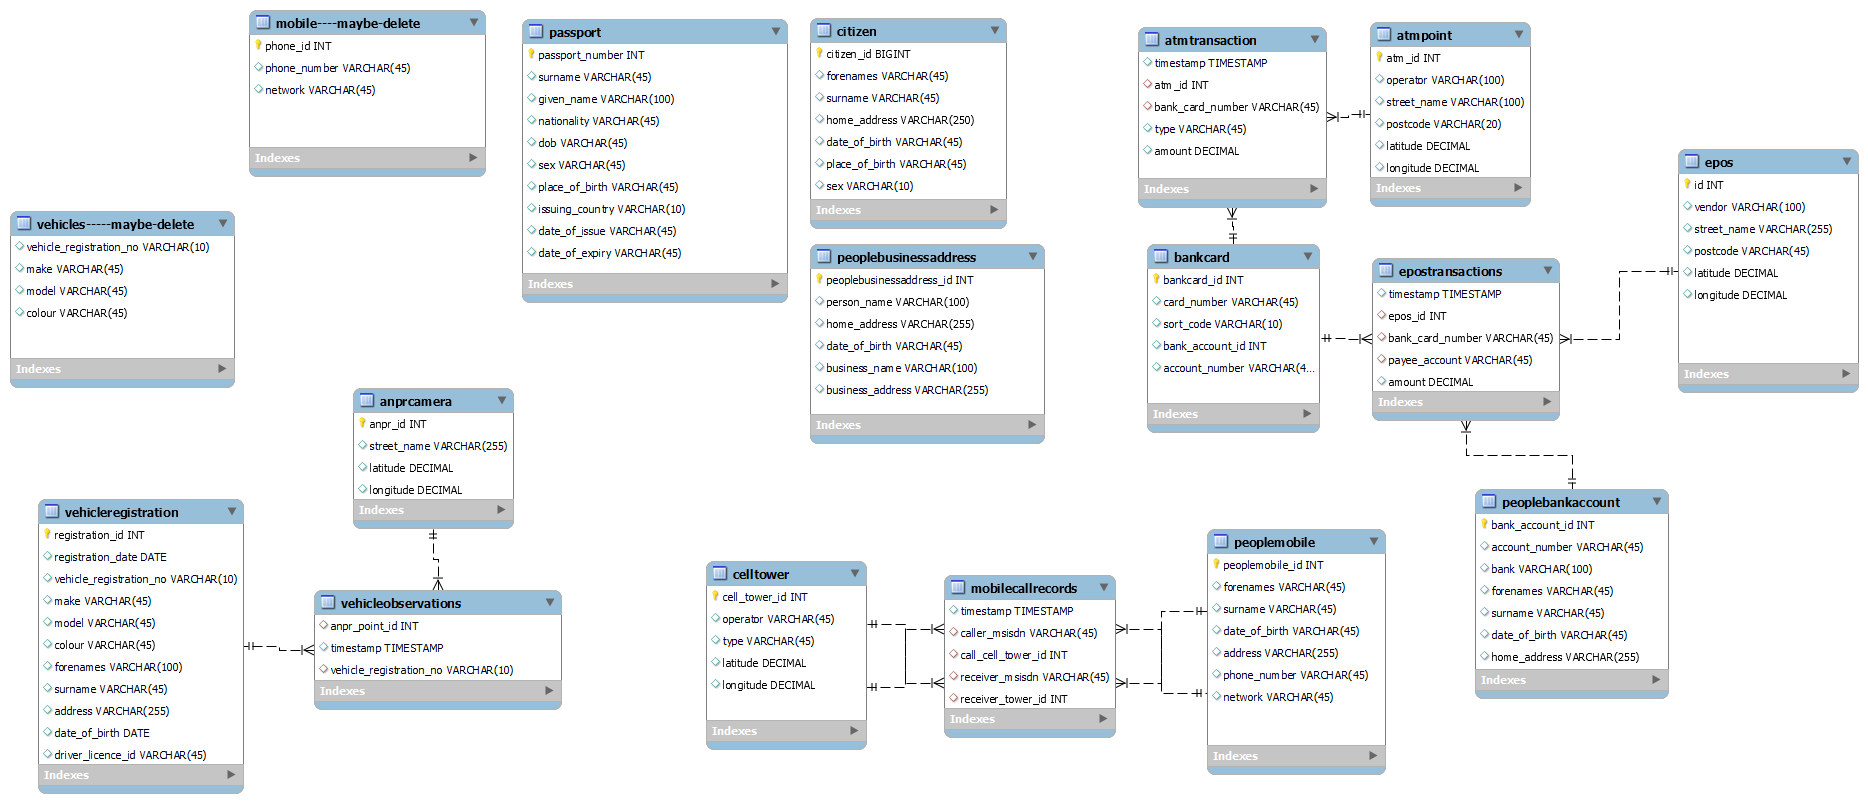 mobile----maybe-delete
phone_id INT
phone_number VARCHAR(45)
network VARCHAR(45)
Indexes
passport
passport_number INT
surname VARCHAR(45)
given_name VARCHAR(100)
nationality VARCHAR(45)
dob VARCHAR(45)
sex VARCHAR(45)
place_of_birth VARCHAR(45)
issuing_country VARCHAR(10)
date_of_issue VARCHAR(45)
date_of_expiry VARCHAR(45)
Indexes
citizen
citizen_id BIGINT
forenames VARCHAR(45)
surname VARCHAR(45)
home_address VARCHAR(250)
date_of_birth VARCHAR(45)
place_of_birth VARCHAR(45)
sex VARCHAR(10)
Indexes
atmtransaction
timestamp TIMESTAMP
atm_id INT
bank_card_number VARCHAR(45)
type VARCHAR(45)
amount DECIMAL
Indexes
atmpoint
atm_id INT
operator VARCHAR(100)
street_name VARCHAR(100)
postcode VARCHAR(20)
latitude DECIMAL
longitude DECIMAL
Indexes
epos
id INT
vendor VARCHAR(100)
street_name VARCHAR(255)
postcode VARCHAR(45)
latitude DECIMAL
longitude DECIMAL
Indexes
vehicles-----maybe-delete
vehicle_registration_no VARCHAR(10)
make VARCHAR(45)
model VARCHAR(45)
colour VARCHAR(45)
Indexes
peoplebusinessaddress
peoplebusinessaddress_id INT
person_name VARCHAR(100)
home_address VARCHAR(255)
date_of_birth VARCHAR(45)
business_name VARCHAR(100)
business_address VARCHAR(255)
Indexes
bankcard
bankcard_id INT
card_number VARCHAR(45)
sort_code VARCHAR(10)
bank_account_id INT
account_number VARCHAR(4...
Indexes
epostransactions
timestamp TIMESTAMP
epos_id INT
bank_card_number VARCHAR(45)
payee_account VARCHAR(45)
amount DECIMAL
Indexes
anprcamera
anpr_id INT
street_name VARCHAR(255)
latitude DECIMAL
longitude DECIMAL
Indexes
vehicleregistration
registration_id INT
registration_date DATE
vehicle_registration_no VARCHAR(10)
make VARCHAR(45)
model VARCHAR(45)
colour VARCHAR(45)
forenames VARCHAR(100)
surname VARCHAR(45)
address VARCHAR(255)
date_of_birth DATE
driver_licence_id VARCHAR(45)
Indexes
vehicleobservations
anpr_point_id INT
timestamp TIMESTAMP
vehicle_registration_no VARCHAR(10)
Indexes
celltower
cell_tower_id INT
operator VARCHAR(45)
type VARCHAR(45)
latitude DECIMAL
longitude DECIMAL
Indexes
mobilecallrecords
timestamp TIMESTAMP
caller_msisdn VARCHAR(45)
call_cell_tower_id INT
receiver_msisdn VARCHAR(45)
receiver_tower_id INT
Indexes
peoplemobile
peoplemobile_id INT
forenames VARCHAR(45)
surname VARCHAR(45)
date_of_birth VARCHAR(45)
address VARCHAR(255)
phone_number VARCHAR(45)
network VARCHAR(45)
Indexes
peoplebankaccount
bank_account_id INT
account_number VARCHAR(45)
bank VARCHAR(100)
forenames VARCHAR(45)
surname VARCHAR(45)
date_of_birth VARCHAR(45)
home_address VARCHAR(255)
Indexes